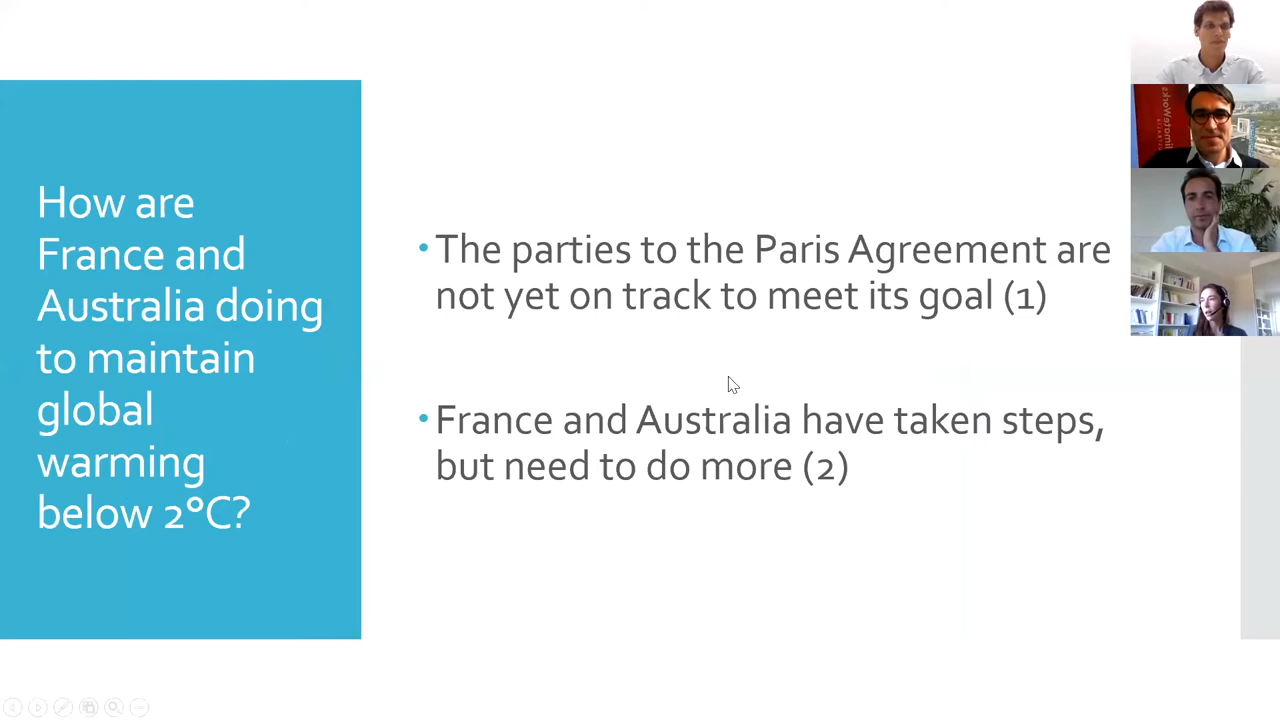 How are
France and
Australia doing
to maintain
global
warming
below 2°C?
• The parties to the Paris Agreement are
not yet on track to meet its goal (1)
• France and Australia have taken steps,
but need to do more (2)
imateWorks